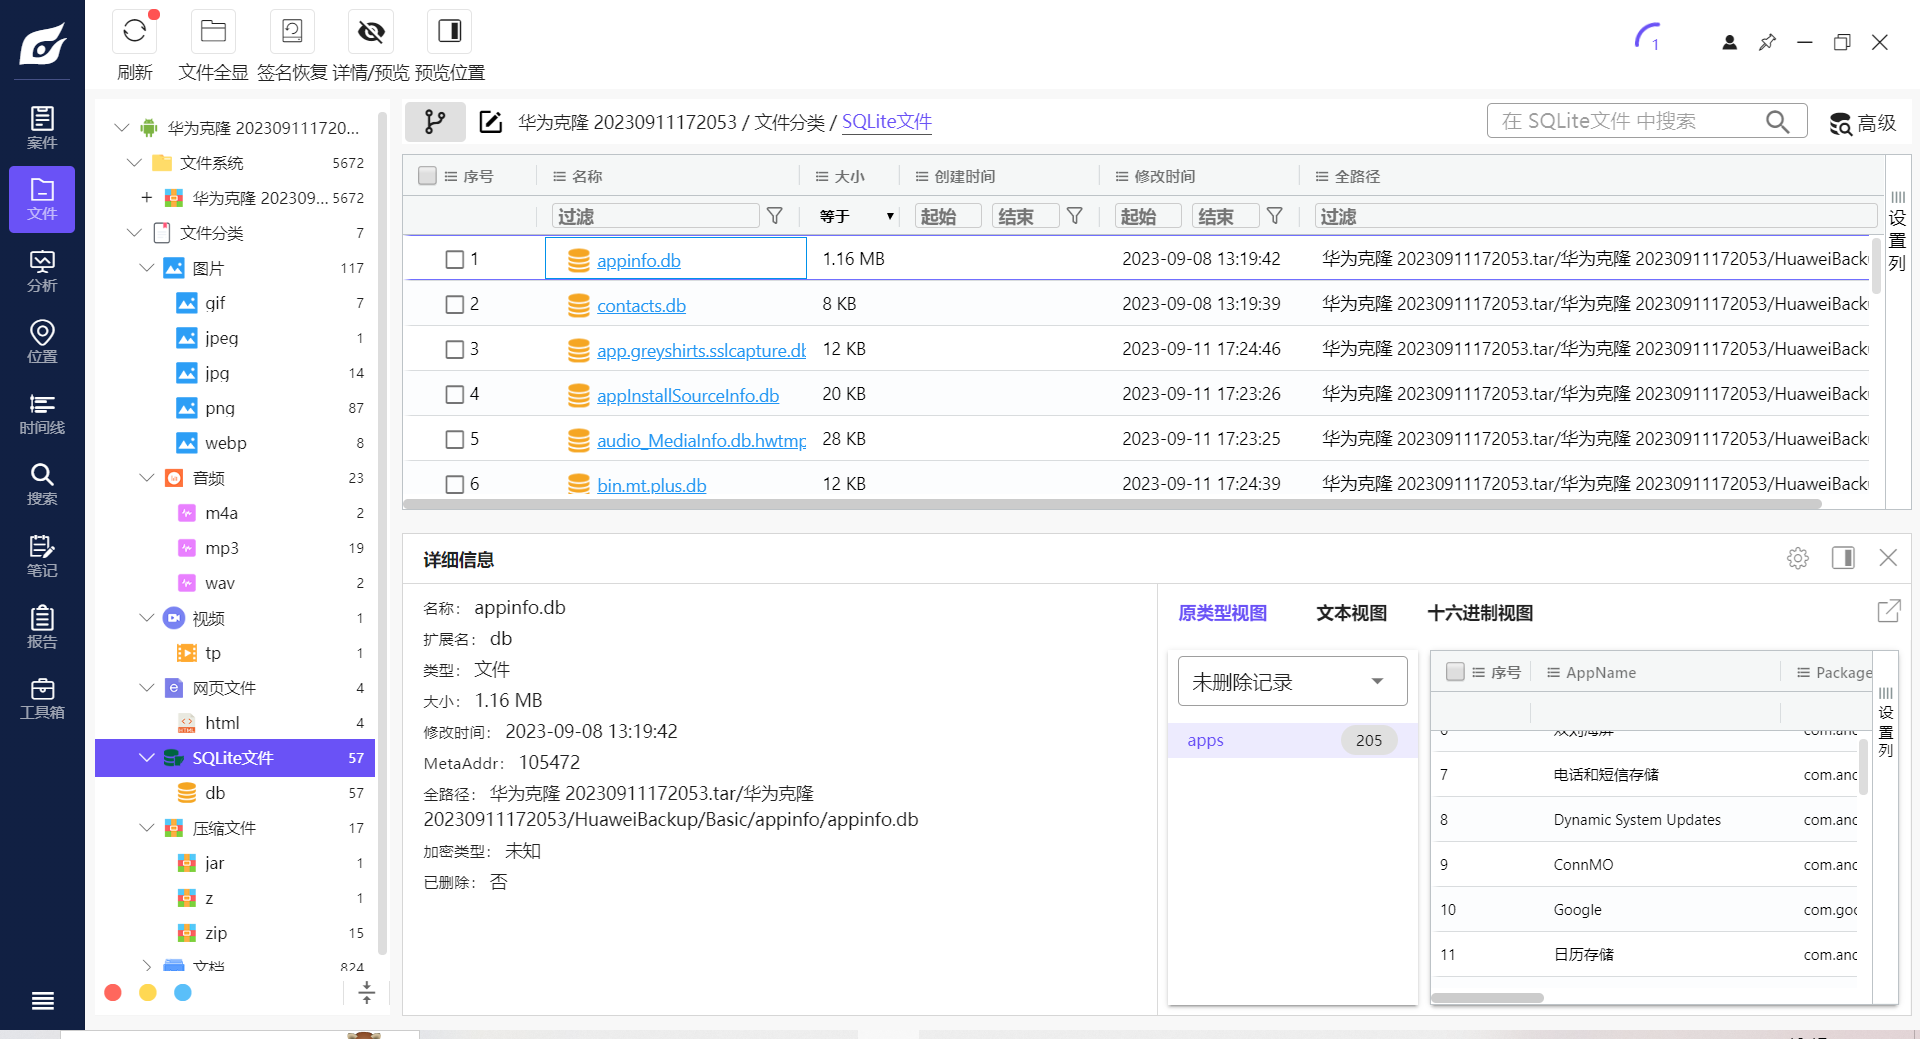 刷新 文件全显 签名恢复 详情/预览 预览位置
1
案件
文件
分析
位置
时间线
搜索
笔记
报告
工具箱
华为克隆 202309111720...
文件系统 5672
华为克隆 202309... 5672
文件分类 7
图片 117
gif 7
jpeg 1
jpg 14
png 87
webp 8
音频 23
m4a 2
mp3 19
wav 2
视频 1
tp 1
网页文件 4
html 4
SQLite文件 57
db 57
压缩文件 17
jar 1
z 1
zip 15
文档 824
华为克隆 20230911172053 / 文件分类 / SQLite文件
在 SQLite文件 中搜索
高级
序号 名称 大小 创建时间 修改时间 全路径
过滤 等于 起始 结束 起始 结束 过滤
1 appinfo.db 1.16 MB 2023-09-08 13:19:42 华为克隆 20230911172053.tar/华为克隆 20230911172053/HuaweiBack
2 contacts.db 8 KB 2023-09-08 13:19:39 华为克隆 20230911172053.tar/华为克隆 20230911172053/HuaweiBack
3 app.greyshirts.sslcapture.db 12 KB 2023-09-11 17:24:46 华为克隆 20230911172053.tar/华为克隆 20230911172053/HuaweiBack
4 appInstallSourceInfo.db 20 KB 2023-09-11 17:23:26 华为克隆 20230911172053.tar/华为克隆 20230911172053/HuaweiBack
5 audio_MediaInfo.db.hwtmp 28 KB 2023-09-11 17:23:25 华为克隆 20230911172053.tar/华为克隆 20230911172053/HuaweiBack
6 bin.mt.plus.db 12 KB 2023-09-11 17:24:39 华为克隆 20230911172053.tar/华为克隆 20230911172053/HuaweiBack
设置列
详细信息
名称： appinfo.db
扩展名： db
类型： 文件
大小： 1.16 MB
修改时间： 2023-09-08 13:19:42
MetaAddr： 105472
全路径： 华为克隆 20230911172053.tar/华为克隆
20230911172053/HuaweiBackup/Basic/appinfo/appinfo.db
加密类型： 未知
已删除： 否
原类型视图 文本视图 十六进制视图
未删除记录
apps 205
序号 AppName Package
7 电话和短信存储 com.anc
8 Dynamic System Updates com.anc
9 ConnMO com.anc
10 Google com.goc
11 日历存储 com.anc
设置列